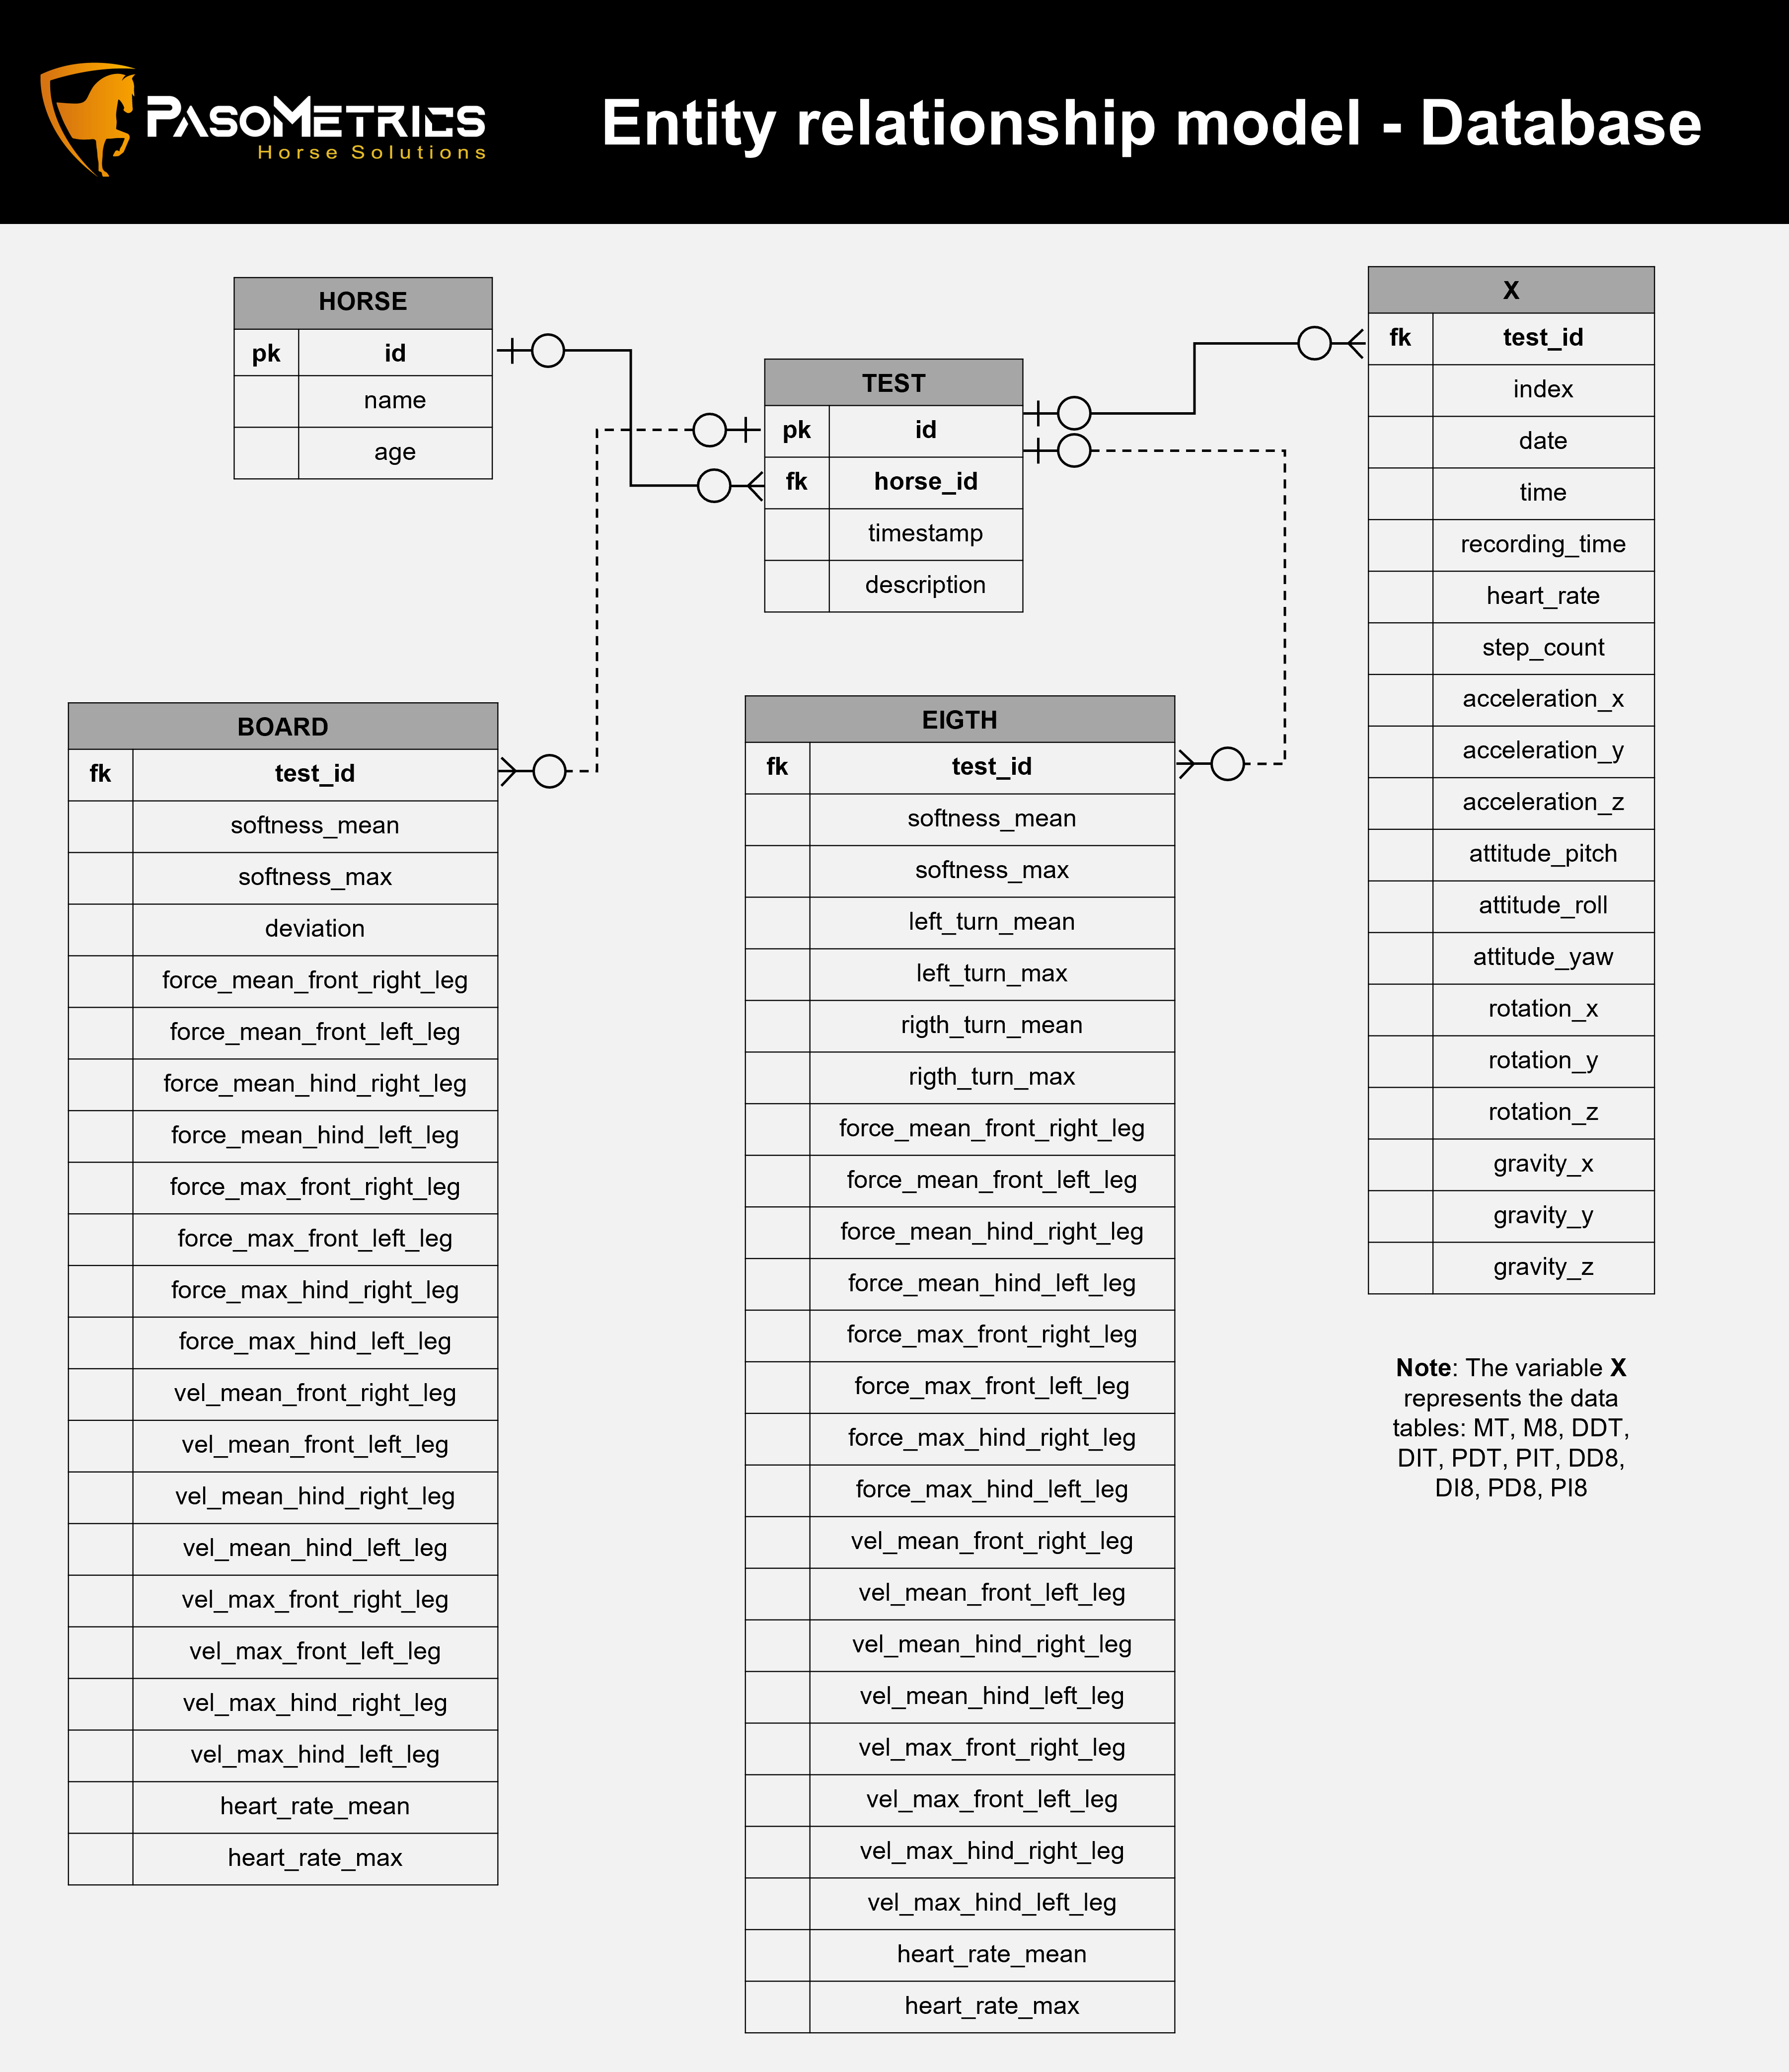 PASOMETRICS
Horse Solutions
Entity relationship model - Database
HORSE
pk id
name
age
TEST
pk id
fk horse_id
timestamp
description
X
fk test_id
index
date
time
recording_time
heart_rate
step_count
acceleration_x
acceleration_y
acceleration_z
attitude_pitch
attitude_roll
attitude_yaw
rotation_x
rotation_y
rotation_z
gravity_x
gravity_y
gravity_z
Note: The variable X
represents the data
tables: MT, M8, DDT,
DIT, PDT, PIT, DD8,
DI8, PD8, PI8
BOARD
fk test_id
softness_mean
softness_max
deviation
force_mean_front_right_leg
force_mean_front_left_leg
force_mean_hind_right_leg
force_mean_hind_left_leg
force_max_front_right_leg
force_max_front_left_leg
force_max_hind_right_leg
force_max_hind_left_leg
vel_mean_front_right_leg
vel_mean_front_left_leg
vel_mean_hind_right_leg
vel_mean_hind_left_leg
vel_max_front_right_leg
vel_max_front_left_leg
vel_max_hind_right_leg
vel_max_hind_left_leg
heart_rate_mean
heart_rate_max
EIGTH
fk test_id
softness_mean
softness_max
left_turn_mean
left_turn_max
rigth_turn_mean
rigth_turn_max
force_mean_front_right_leg
force_mean_front_left_leg
force_mean_hind_right_leg
force_mean_hind_left_leg
force_max_front_right_leg
force_max_front_left_leg
force_max_hind_right_leg
force_max_hind_left_leg
vel_mean_front_right_leg
vel_mean_front_left_leg
vel_mean_hind_right_leg
vel_mean_hind_left_leg
vel_max_front_right_leg
vel_max_front_left_leg
vel_max_hind_right_leg
vel_max_hind_left_leg
heart_rate_mean
heart_rate_max